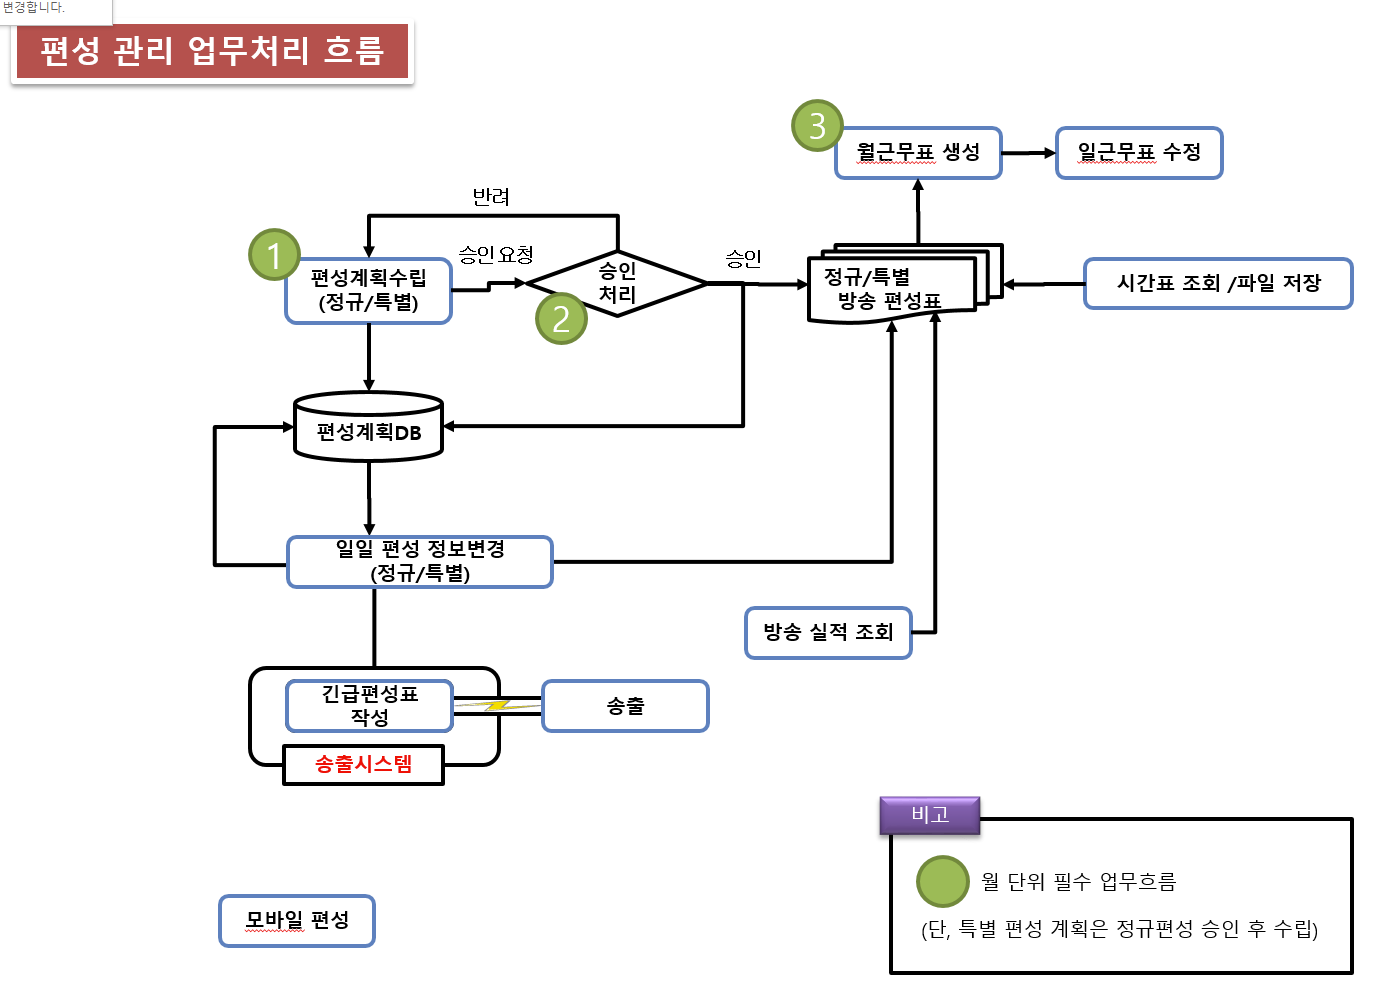 변경합니다.
편성 관리 업무처리 흐름
3
월근무표 생성
일근무표 수정
반려
1
편성계획수립
(정규/특별)
승인 요청
승인
처리
2
승인
정규/특별
방송 편성표
시간표 조회 /파일 저장
편성계획DB
일일 편성 정보변경
(정규/특별)
방송 실적 조회
긴급편성표
작성
송출
송출시스템
비고
월 단위 필수 업무흐름
(단, 특별 편성 계획은 정규편성 승인 후 수립)
모바일 편성